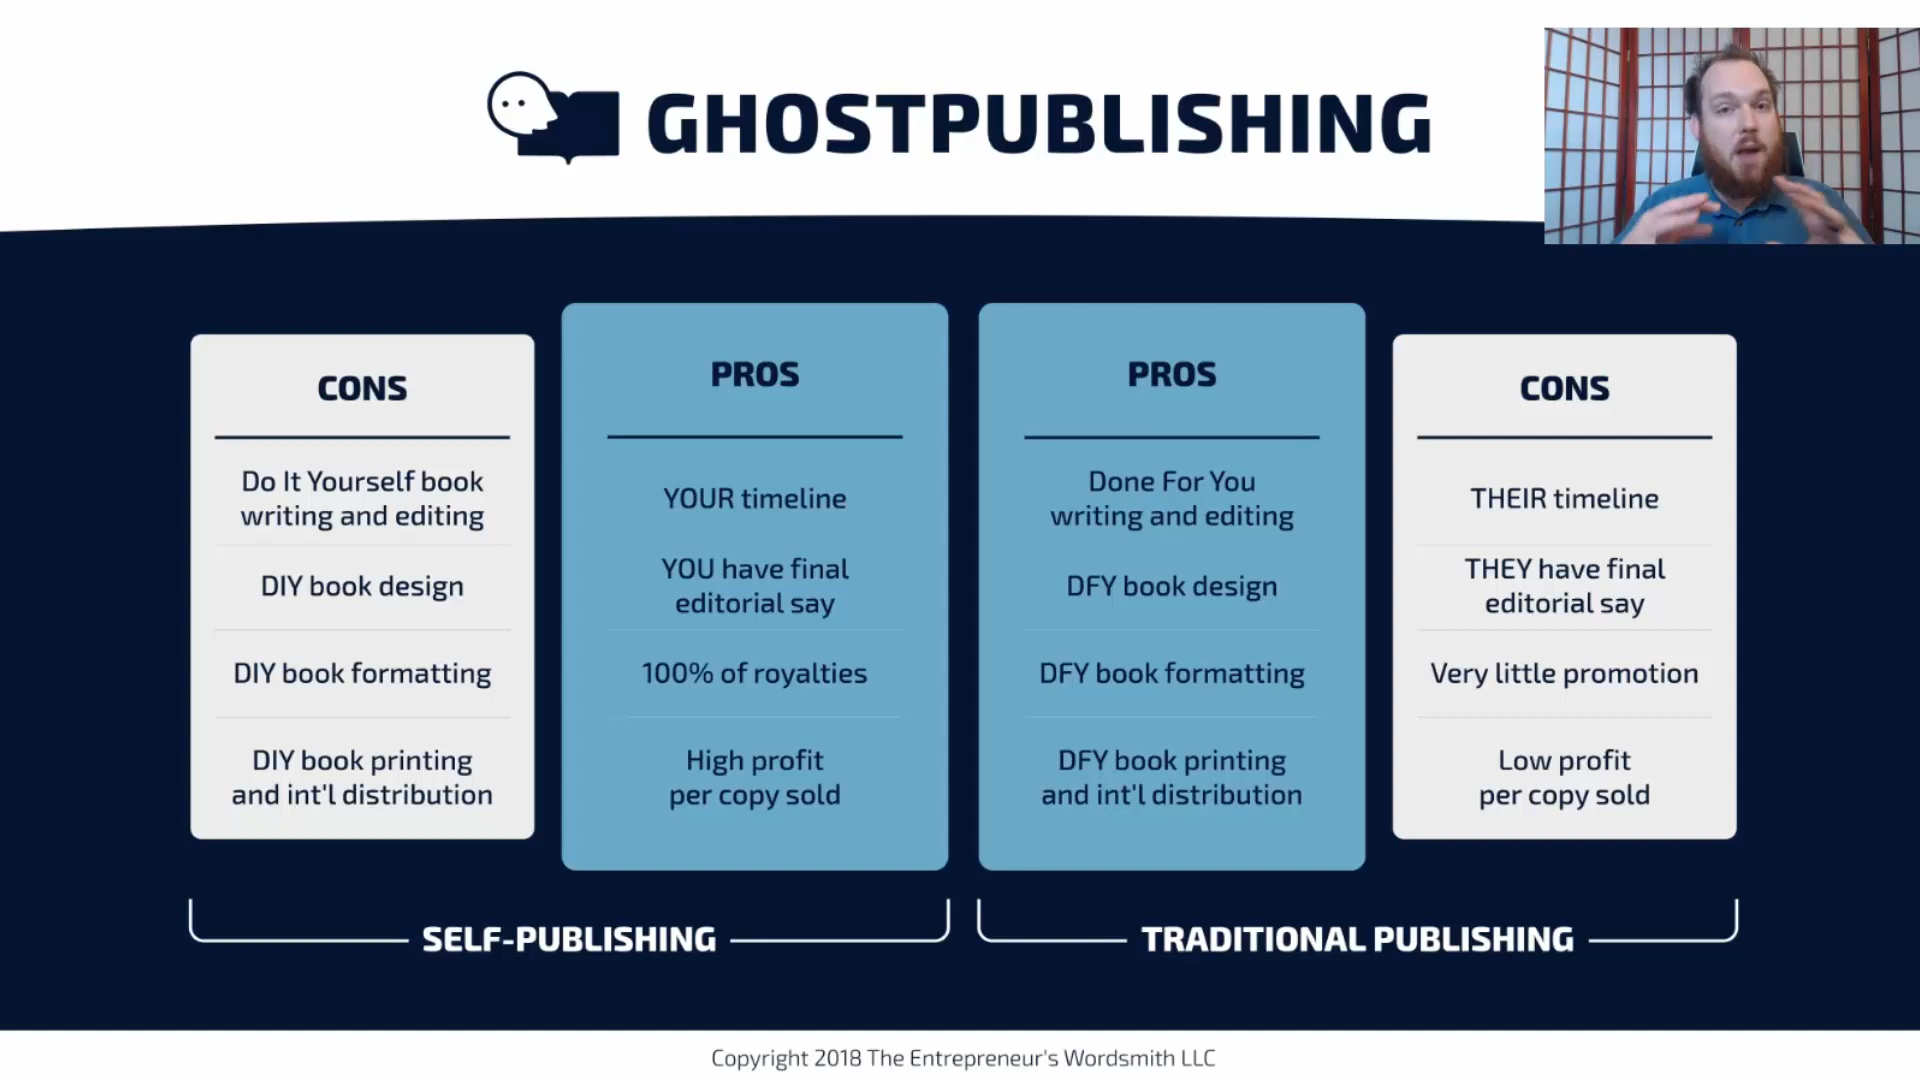 GHOSTPUBLISHING
CONS
Do It Yourself book
writing and editing
DIY book design
DIY book formatting
DIY book printing
and int'l distribution
PROS
YOUR timeline
YOU have final
editorial say
100% of royalties
High profit
per copy sold
PROS
Done For You
writing and editing
DFY book design
DFY book formatting
DFY book printing
and int'l distribution
CONS
THEIR timeline
THEY have final
editorial say
Very little promotion
Low profit
per copy sold
SELF-PUBLISHING
TRADITIONAL PUBLISHING
Copyright 2018 The Entrepreneur's Wordsmith LLC